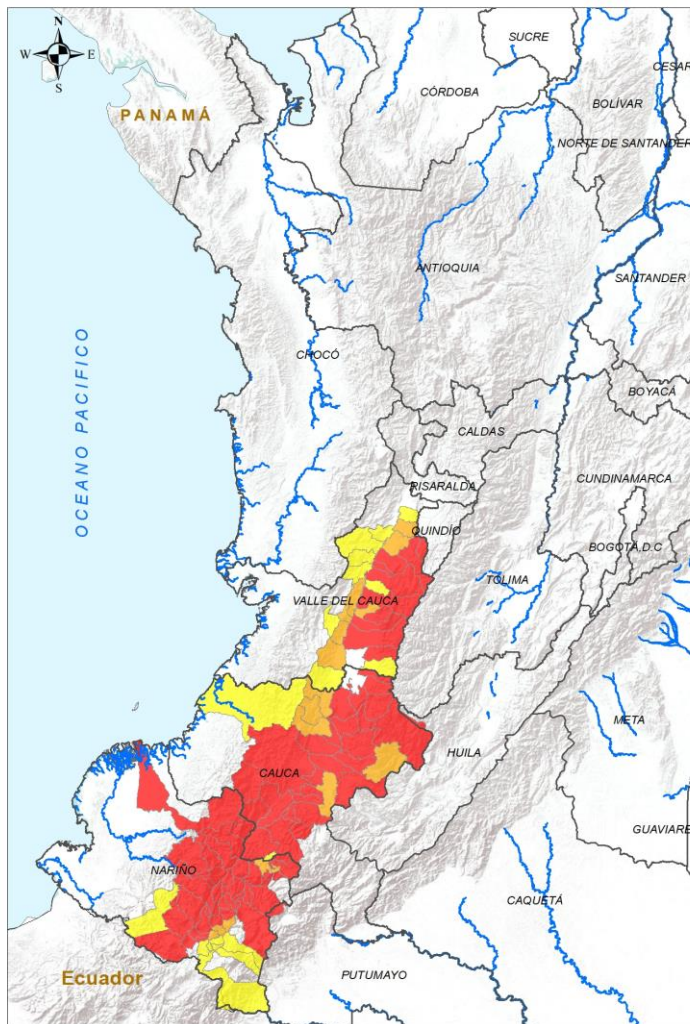 N
W E
S
PANAMÁ
SUCRE
CESAR
CÓRDOBA
BOLÍVAR
NORTE DE SANTANDER
ANTIOQUIA
SANTANDER
OCEANO PACIFICO
CHOCÓ
BOYACÁ
CALDAS
CUNDINAMARCA
RISARALDA
QUINDÍO
BOGOTÁ,D.C
TOLIMA
VALLE DEL CAUCA
META
HUILA
CAUCA
GUAVIARE
NARIÑO
CAQUETÁ
PUTUMAYO
Ecuador